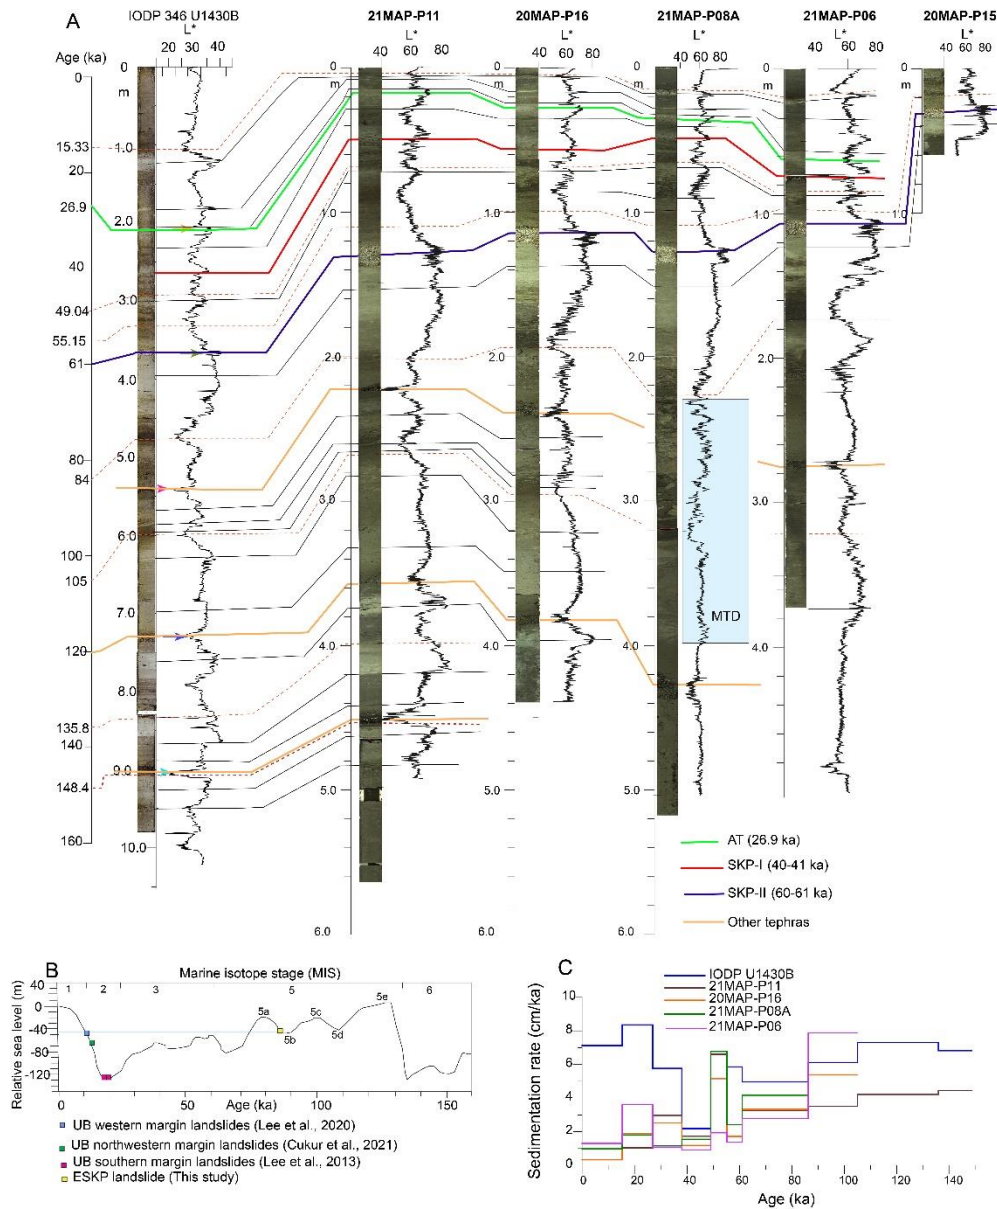 A
IODP 346 U1430B
21MAP-P11
20MAP-P16
21MAP-P08A
21MAP-P06
20MAP-P15
L*
L*
L*
L*
L*
L*
Age (ka)
20 30 40
40 60 80
40 60 80
40 60 80
40 60 80
40 60 80
0
15.33
20
26.9
40
49.04
55.15
61
80
84
100
105
120
135.8
140
148.4
160
0
m
1.0
2.0
3.0
4.0
5.0
6.0
7.0
8.0
9.0
10.0
0
m
1.0
2.0
3.0
4.0
5.0
6.0
0
m
1.0
2.0
3.0
4.0
5.0
6.0
0
m
1.0
2.0
3.0
4.0
5.0
6.0
0
m
1.0
2.0
3.0
4.0
0
m
1.0
MTD
AT (26.9 ka)
SKP-I (40-41 ka)
SKP-II (60-61 ka)
Other tephras
B
Marine isotope stage (MIS)
1 2 3 5 6
5a
5b
5c
5d
5e
Relative sea level (m)
40
0
-40
-80
-120
0 50 100 150
Age (ka)
UB western margin landslides (Lee et al., 2020)
UB northwestern margin landslides (Cukur et al., 2021)
UB southern margin landslides (Lee et al., 2013)
ESKP landslide (This study)
C
IODP U1430B
21MAP-P11
20MAP-P16
21MAP-P08A
21MAP-P06
Sedimentation rate (cm/ka)
10
8
6
4
2
0
0 20 40 60 80 100 120 140
Age (ka)